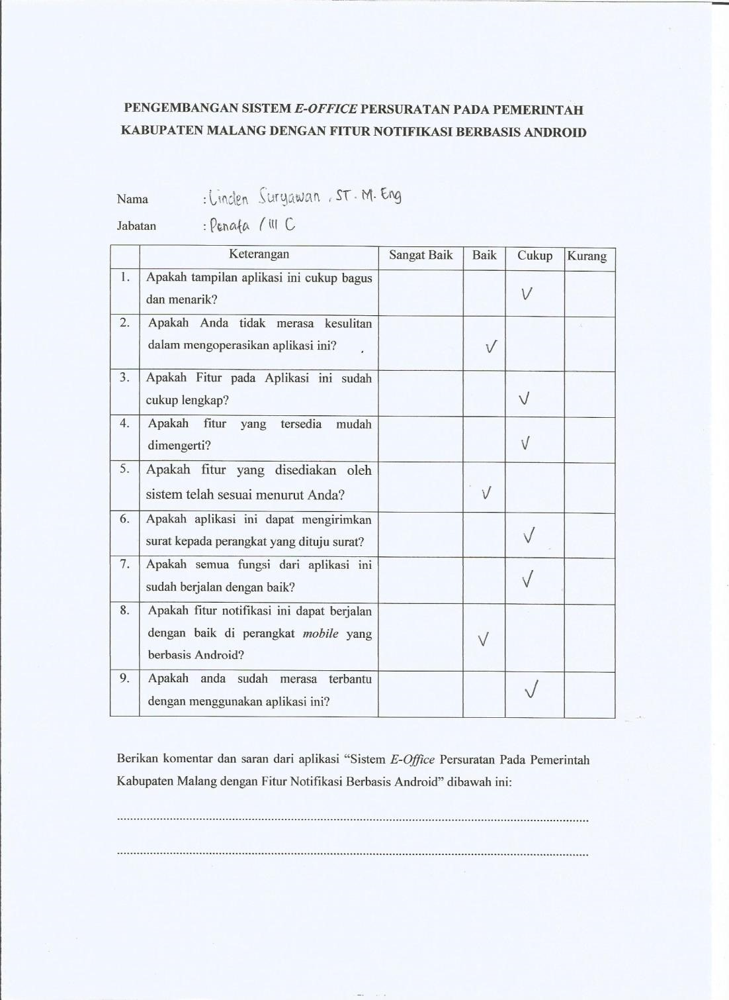 PENGEMBANGAN SISTEM E-OFFICE PERSURATAN PADA PEMERINTAH
KABUPATEN MALANG DENGAN FITUR NOTIFIKASI BERBASIS ANDROID
Nama : Linden Suryawan, ST. M. Eng
Jabatan : Penata / III C
Keterangan Sangat Baik Baik Cukup Kurang
1. Apakah tampilan aplikasi ini cukup bagus
dan menarik? √
2. Apakah Anda tidak merasa kesulitan
dalam mengoperasikan aplikasi ini? √
3. Apakah Fitur pada Aplikasi ini sudah
cukup lengkap? √
4. Apakah fitur yang tersedia mudah
dimengerti? √
5. Apakah fitur yang disediakan oleh
sistem telah sesuai menurut Anda? √
6. Apakah aplikasi ini dapat mengirimkan
surat kepada perangkat yang dituju surat? √
7. Apakah semua fungsi dari aplikasi ini
sudah berjalan dengan baik? √
8. Apakah fitur notifikasi ini dapat berjalan
dengan baik di perangkat mobile yang √
berbasis Android?
9. Apakah anda sudah merasa terbantu
dengan menggunakan aplikasi ini? √
Berikan komentar dan saran dari aplikasi “Sistem E-Office Persuratan Pada Pemerintah
Kabupaten Malang dengan Fitur Notifikasi Berbasis Android” dibawah ini: